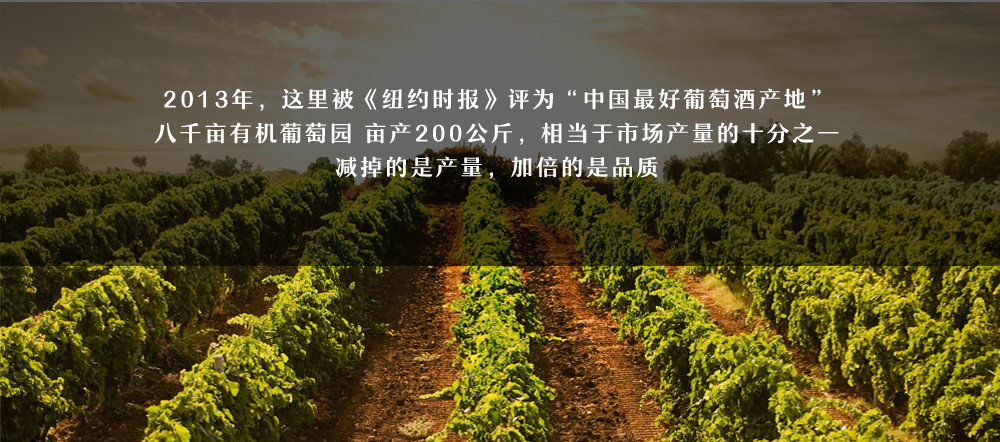 2013年，这里被《纽约时报》评为“中国最好葡萄酒产地”
八千亩有机葡萄园 亩产200公斤，相当于市场产量的十分之一
减掉的是产量，加倍的是品质